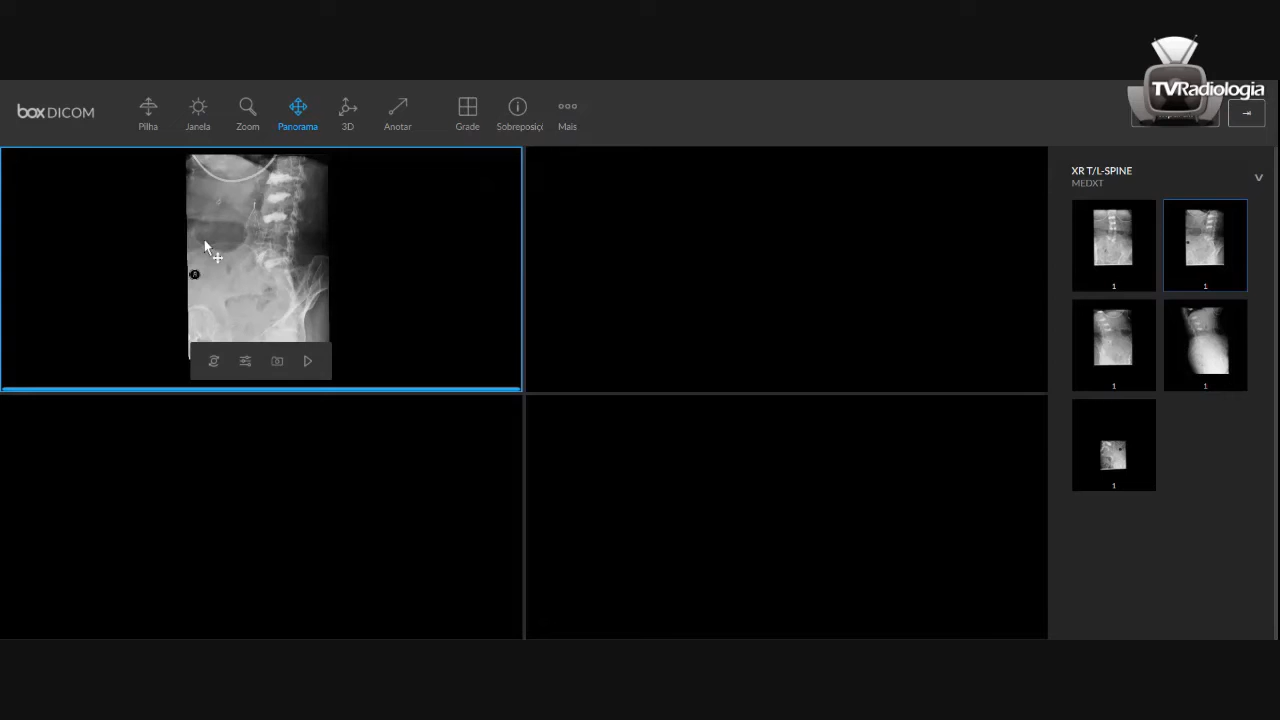 TVRadiologia
box DICOM
Pilha
Janela
Zoom
Panorama
3D
Anotar
Grade
Sobreposiç
Mais
XR T/L-SPINE
MEDXT
1
1
1
1
1